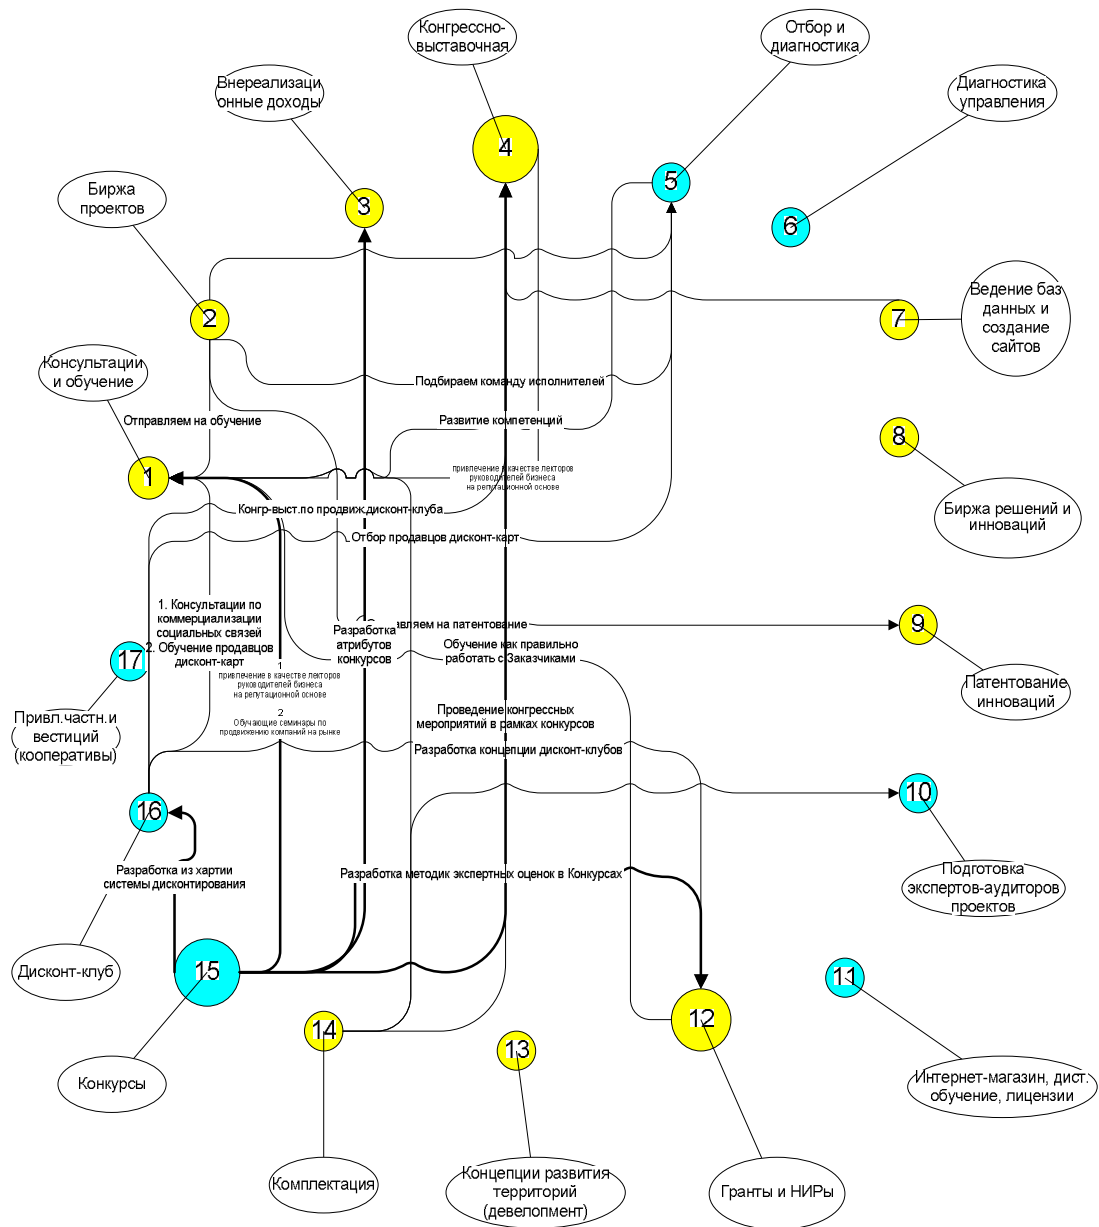 Конгрессно-
выставочная
Отбор и
диагностика
Внереализаци
онные доходы
Диагностика
управления
4
5
Биржа
проектов
3
6
2
7
Ведение баз
данных и
создание
сайтов
Консультации
и обучение
Подбираем команду исполнителей
Отправляем на обучение
Развитие компетенций
8
1
привлечение в качестве лекторов
руководителей бизнеса
на репутационной основе
Биржа решений и
инноваций
Конгр-выст.по продвиж.дисконт-клуба
Отбор продавцов дисконт-карт
1. Консультации по
коммерциализации
социальных связей
2. Обучение продавцов
дисконт-карт
Разработка
атрибутов
конкурсов
на патентование
9
Обучение как правильно
работать с Заказчиками
17
1
привлечение в качестве лекторов
руководителей бизнеса
на репутационной основе
Патентование
инноваций
2
Обучающие семинары по
продвижению компаний на рынке
Проведение конгрессных
мероприятий в рамках конкурсов
Привл.частн.и
вестиций
(кооперативы)
Разработка концепции дисконт-клубов
16
10
Разработка из хартии
системы дисконтирования
Разработка методик экспертных оценок в Конкурсах
Подготовка
экспертов-аудиторов
проектов
Дисконт-клуб
15
11
14
13
12
Конкурсы
Интернет-магазин, дист.
обучение, лицензии
Комплектация
Концепции развития
территорий
(девелопмент)
Гранты и НИРы